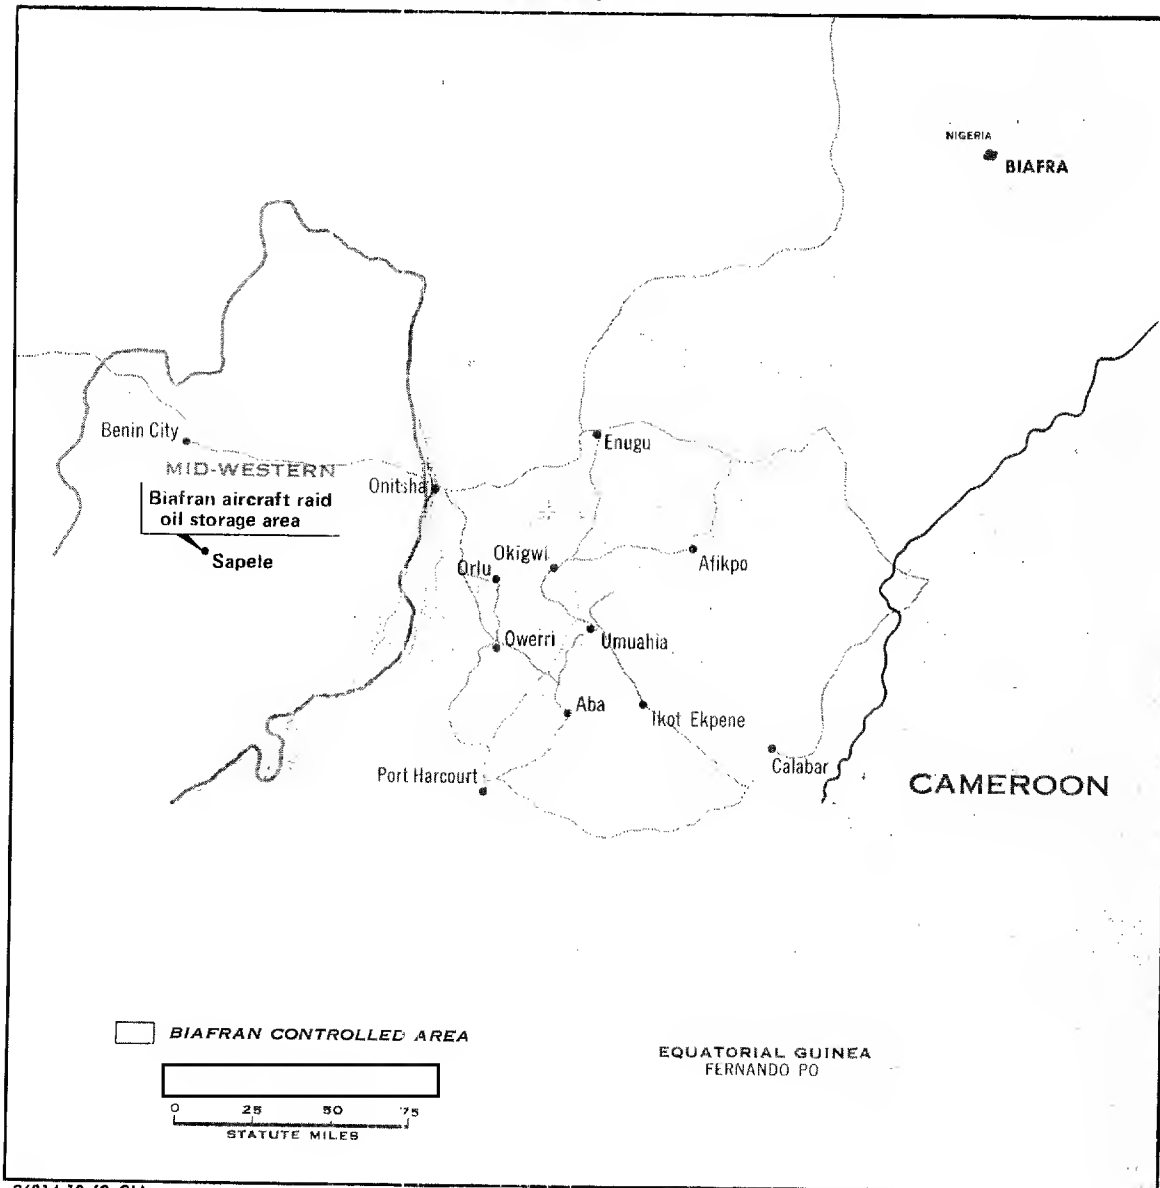 NIGERIA
BIAFRA
Benin City
Enugu
MID-WESTERN
Onitsha
Biafran aircraft raid
oil storage area
Sapele
Okigwi
Afikpo
Orlu
Owerri
Umuahia
Aba
Ikot Ekpene
Calabar
Port Harcourt
CAMEROON
BIAFRAN CONTROLLED AREA
EQUATORIAL GUINEA
FERNANDO PO
0 25 50 75
STATUTE MILES